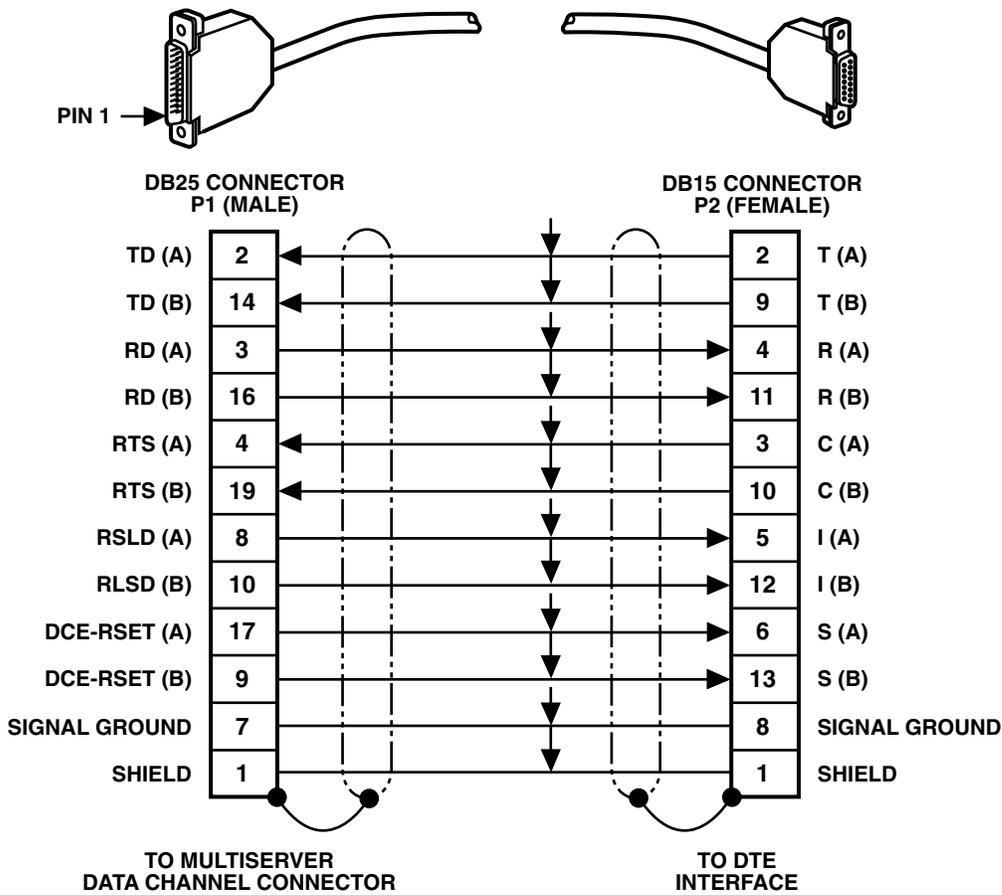 PIN 1
DB25 CONNECTOR
P1 (MALE)
DB15 CONNECTOR
P2 (FEMALE)
TD (A) 2 2 T (A)
TD (B) 14 9 T (B)
RD (A) 3 4 R (A)
RD (B) 16 11 R (B)
RTS (A) 4 3 C (A)
RTS (B) 19 10 C (B)
RSLD (A) 8 5 I (A)
RLSD (B) 10 12 I (B)
DCE-RSET (A) 17 6 S (A)
DCE-RSET (B) 9 13 S (B)
SIGNAL GROUND 7 8 SIGNAL GROUND
SHIELD 1 1 SHIELD
TO MULTISERVER
DATA CHANNEL CONNECTOR
TO DTE
INTERFACE